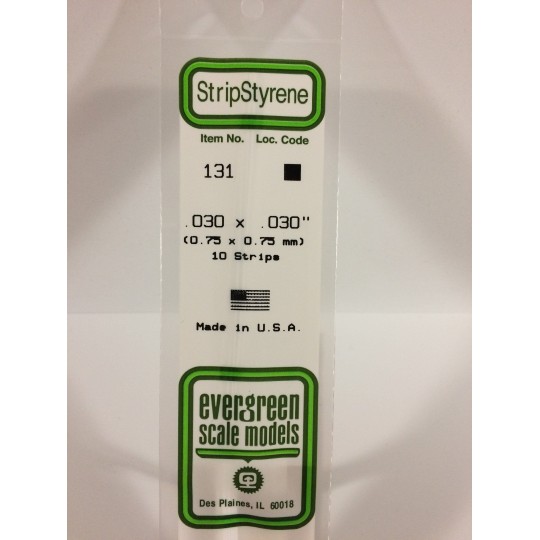 StripStyrene
Item No. Loc. Code
131
.030 x .030"
(0.75 x 0.75 mm)
10 Strips
Made in U.S.A.
evergreen
scale models
Des Plaines, IL 60018